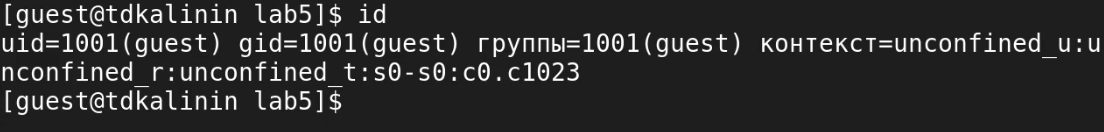 [guest@tdkalinin lab5]$ id
uid=1001(guest) gid=1001(guest) группы=1001(guest) контекст=unconfined_u:u
nconfined_r:unconfined_t:s0-s0:c0.c1023
[guest@tdkalinin lab5]$